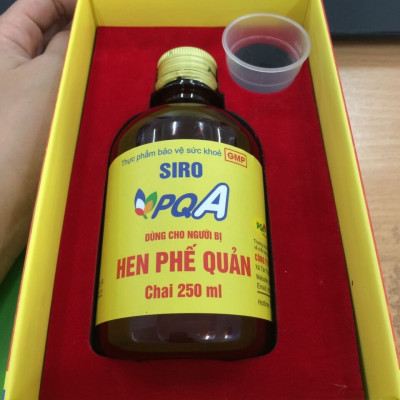 Thực phẩm bảo vệ sức khoẻ
GMP
SIRO
PQA
DÙNG CHO NGƯỜI BỊ
HEN PHẾ QUẢN
Chai 250 ml